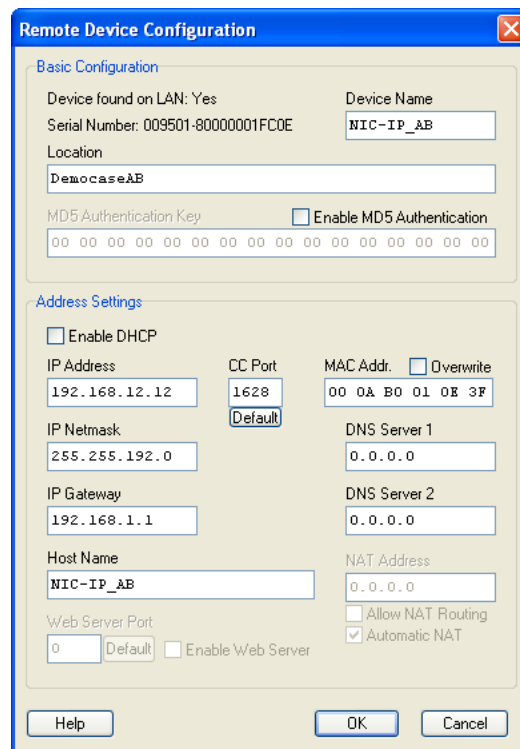 Remote Device Configuration
Basic Configuration
Device found on LAN: Yes
Device Name
Serial Number: 009501-80000001FC0E
NIC-IP_AB
Location
DemocaseAB
MD5 Authentication Key
Enable MD5 Authentication
00 00 00 00 00 00 00 00 00 00 00 00 00 00 00 00
Address Settings
Enable DHCP
IP Address
CC Port
MAC Addr.
Overwrite
192.168.12.12
1628
00 0A B0 01 0E 3F
Default
IP Netmask
DNS Server 1
255.255.192.0
0.0.0.0
IP Gateway
DNS Server 2
192.168.1.1
0.0.0.0
Host Name
NAT Address
NIC-IP_AB
0.0.0.0
Web Server Port
Allow NAT Routing
0
Default
Enable Web Server
Automatic NAT
Help
OK
Cancel